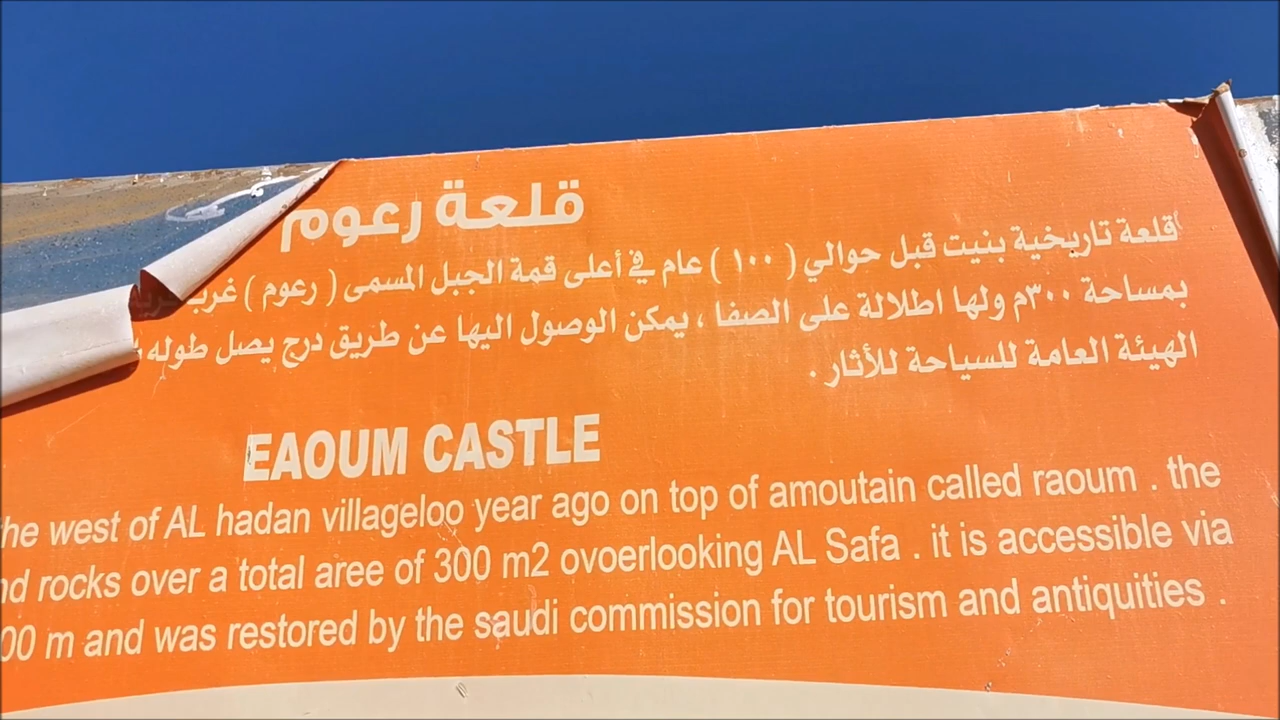 قلعة رعوم
قلعة تاريخية بنيت قبل حوالي ( ١٠٠ ) عام في أعلى قمة الجبل المسمى ( رعوم )
بمساحة ٣٠٠م ولها اطلالة على الصفا ، يمكن الوصول اليها عن طريق درج يصل طوله
الهيئة العامة للسياحة للأثار .
EAOUM CASTLE
the west of AL hadan villageloo year ago on top of amoutain called raoum . the
rocks over a total aree of 300 m2 ovoerlooking AL Safa . it is accessible via
00 m and was restored by the saudi commission for tourism and antiquities .